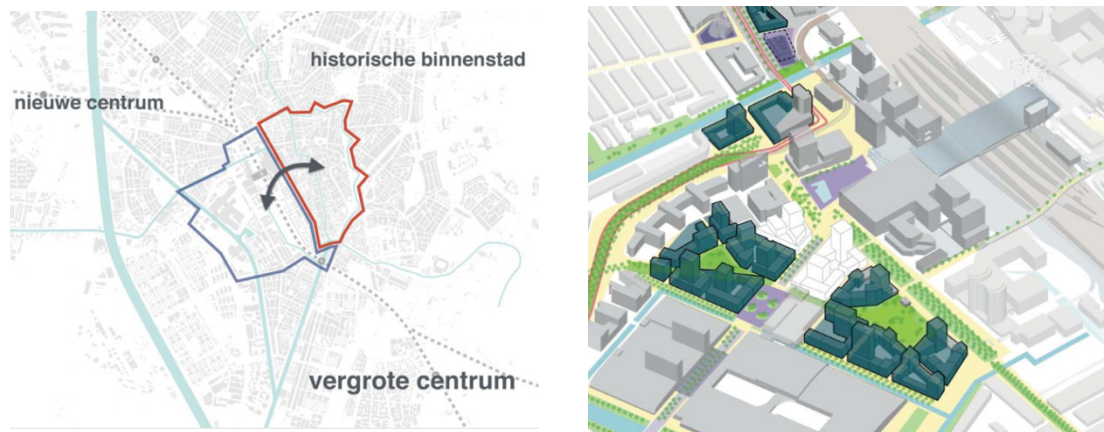 historische binnenstad
nieuwe centrum
vergrote centrum